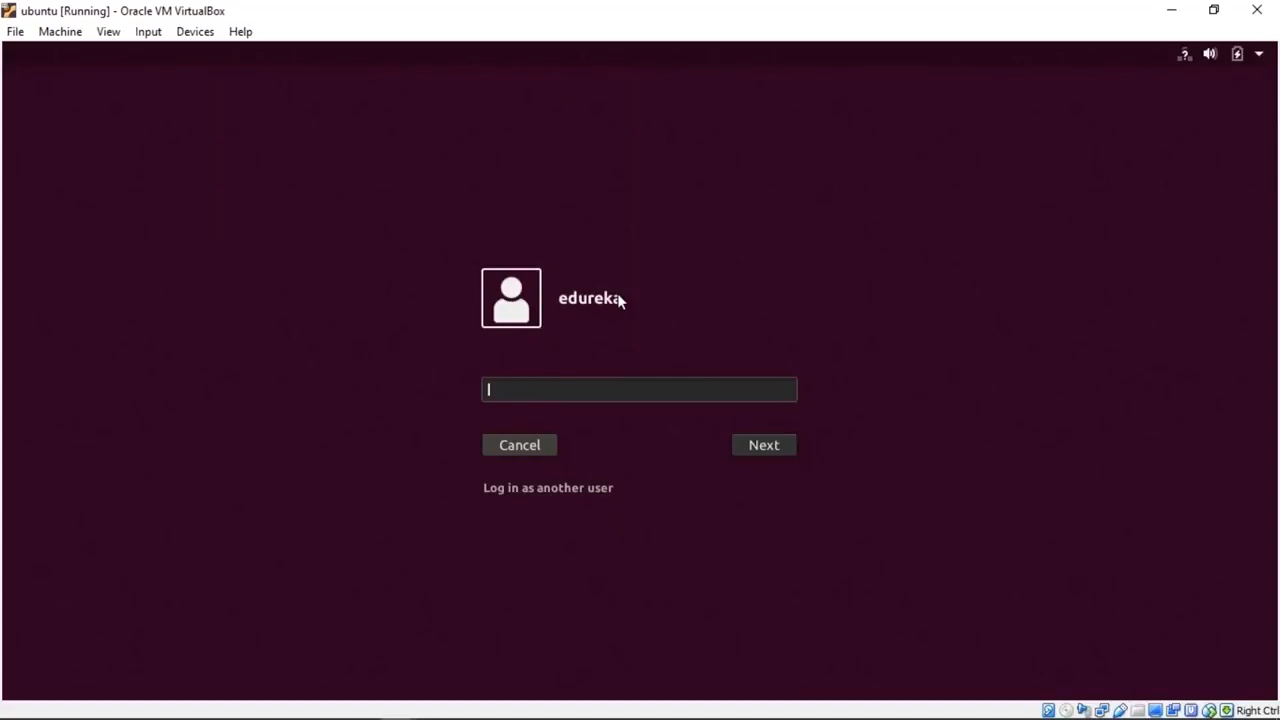 ubuntu [Running] - Oracle VM VirtualBox
File Machine View Input Devices Help
?
edureka
Cancel Next
Log in as another user
Right Ctrl